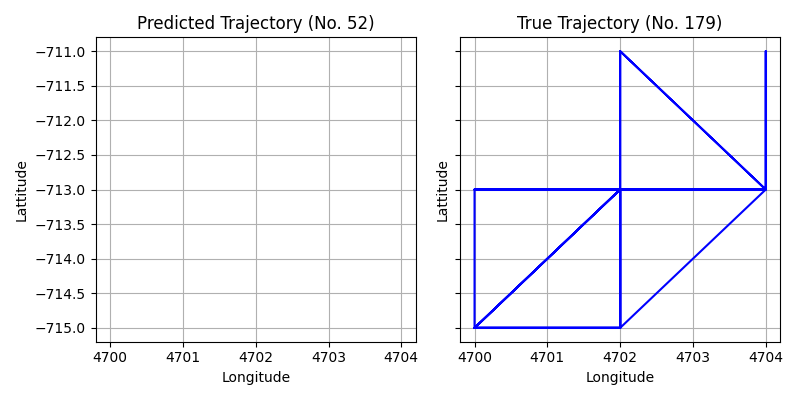 Predicted Trajectory (No. 52)
Lattitude
−711.0
−711.5
−712.0
−712.5
−713.0
−713.5
−714.0
−714.5
−715.0
4700 4701 4702 4703 4704
Longitude
True Trajectory (No. 179)
Lattitude
4700 4701 4702 4703 4704
Longitude